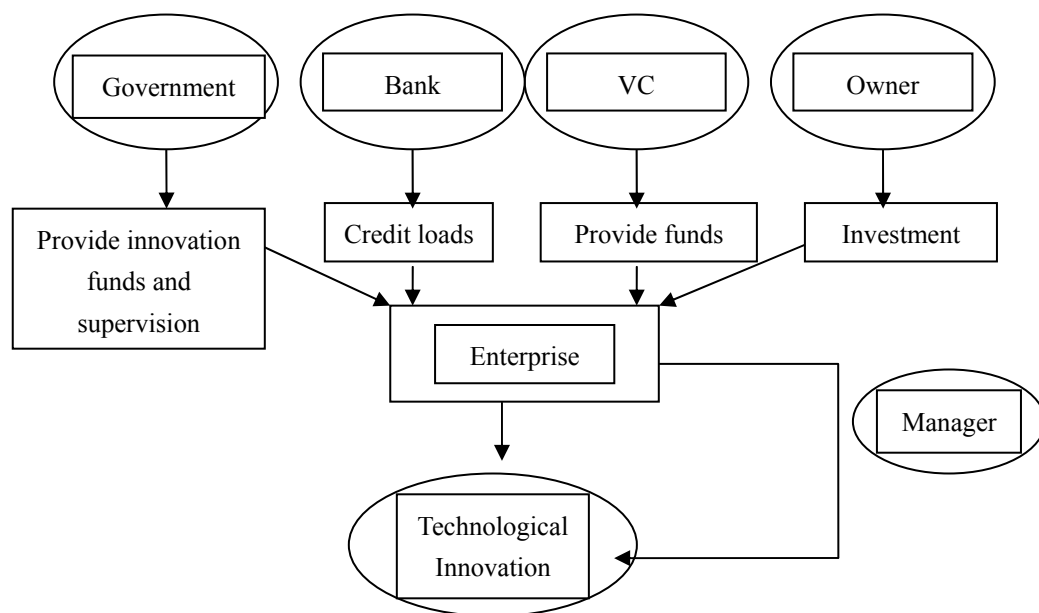 Government
Bank
VC
Owner
Provide innovation
funds and
supervision
Credit loads
Provide funds
Investment
Enterprise
Manager
Technological
Innovation